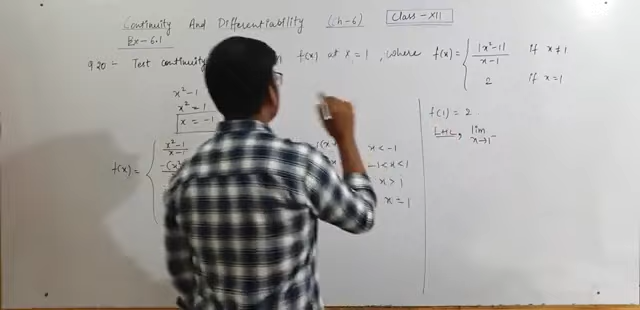 Continuity And Differentiability (Ch-6) Class-XII
Ex-6.1
Q.20:- Test continuity f(x) at x = 1, where f(x) = { |x²-1| / x-1 if x ≠ 1
2 if x = 1
x²-1
x² = 1
x = -1
f(1) = 2
LHL, lim x→1⁻
f(x) = { x²-1 / x-1 x < -1
-1 < x < 1
x > 1
x = 1